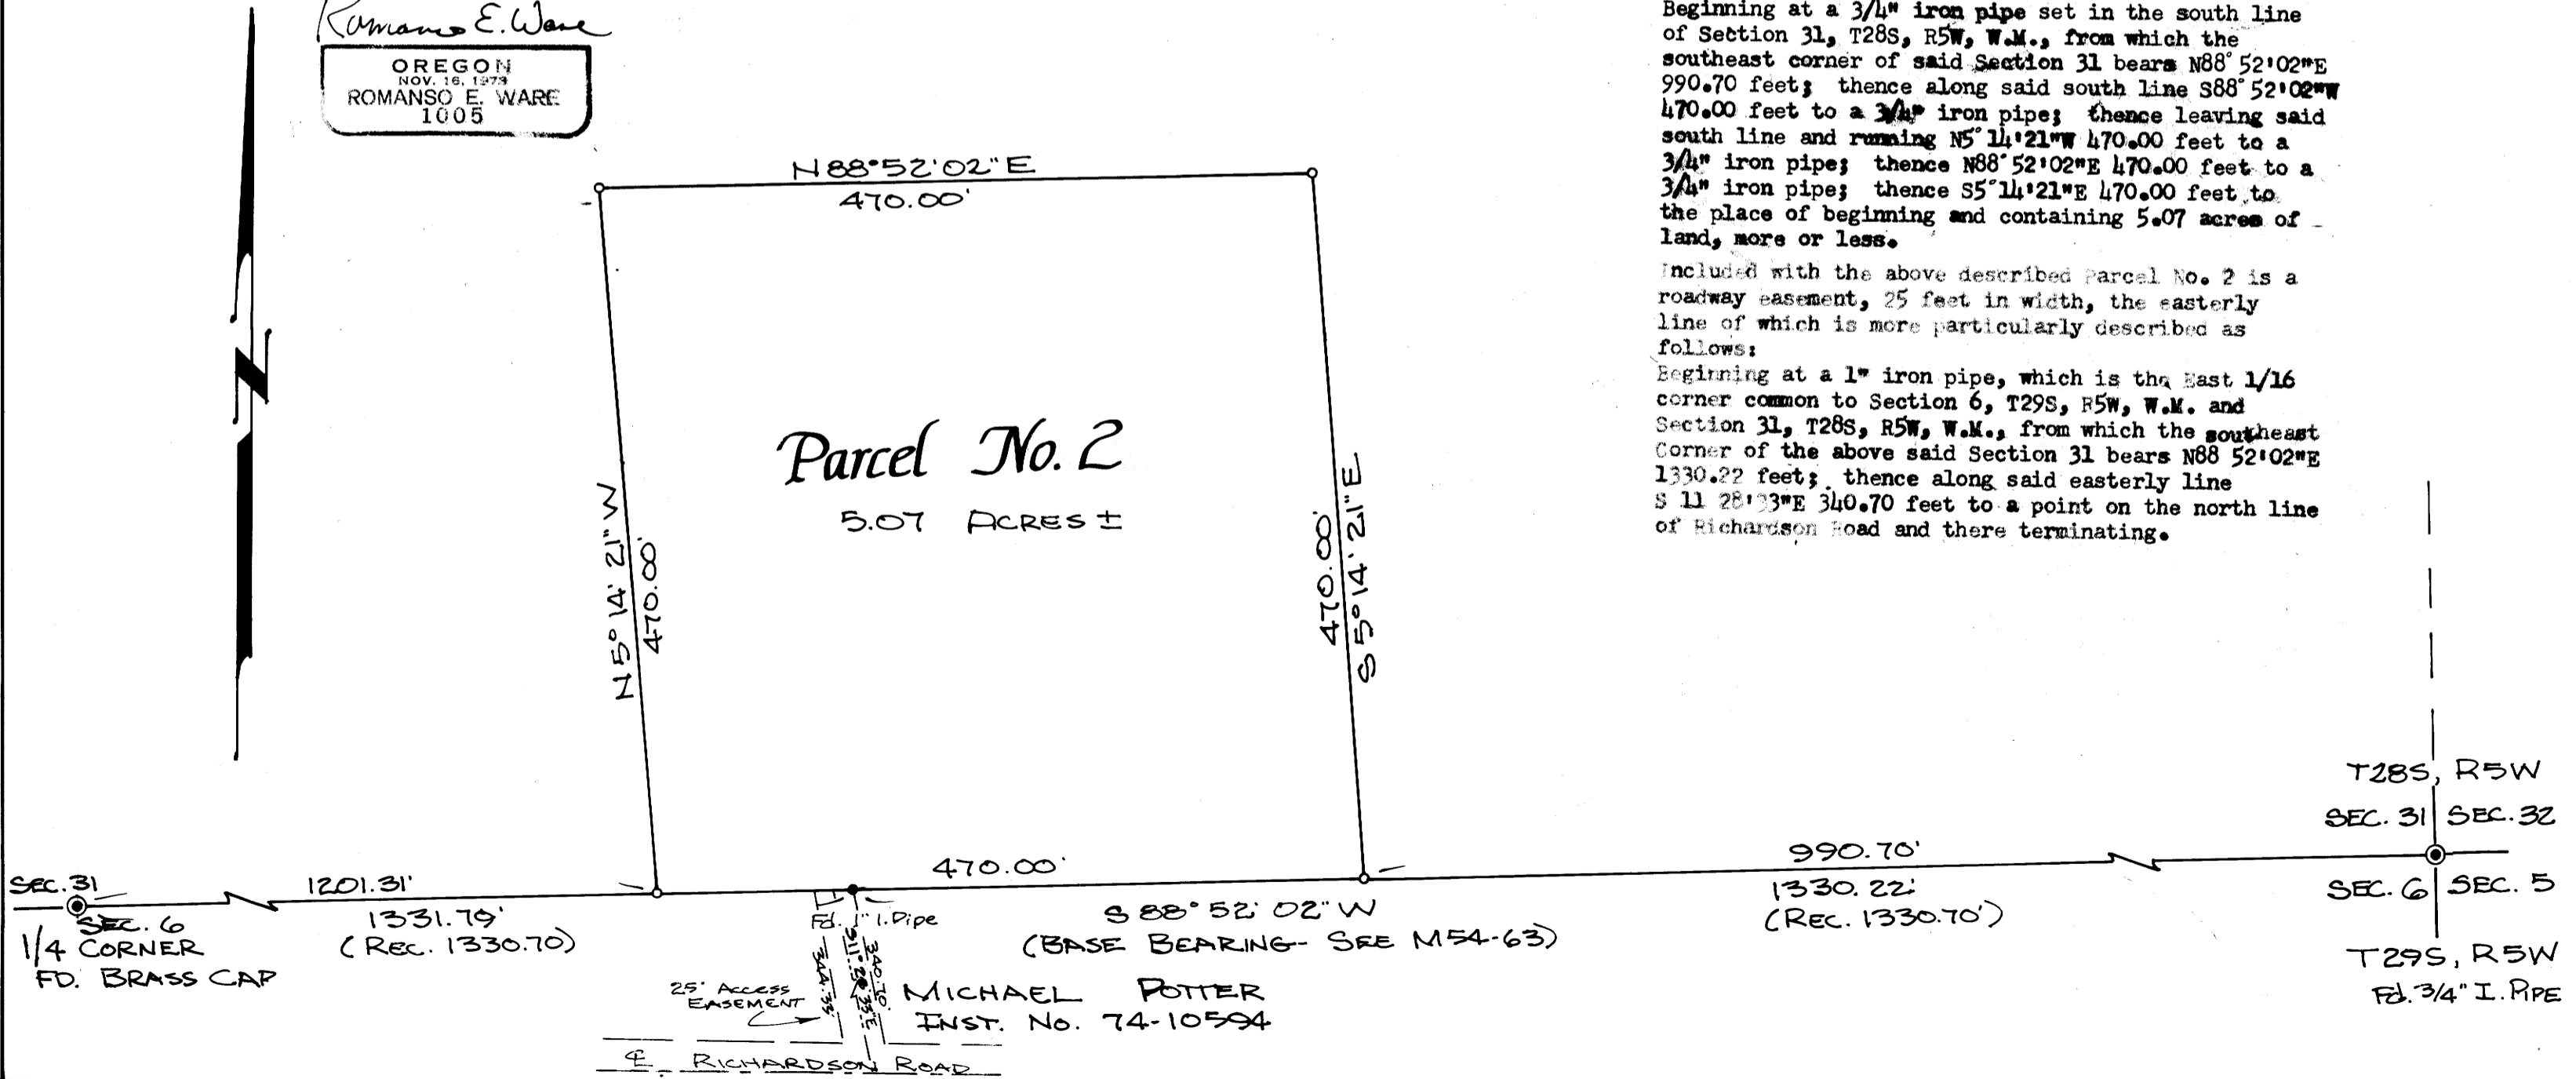 Romanso E. Ware
OREGON
NOV. 16, 1973
ROMANSO E. WARE
1005
Beginning at a 3/4" iron pipe set in the south line
of Section 31, T28S, R5W, W.M., from which the
southeast corner of said Section 31 bears N88°52'02"E
990.70 feet; thence along said south line S88°52'02"W
470.00 feet to a 3/4" iron pipe; thence leaving said
south line and running N5°14'21"W 470.00 feet to a
3/4" iron pipe; thence N88°52'02"E 470.00 feet to a
3/4" iron pipe; thence S5°14'21"E 470.00 feet to
the place of beginning and containing 5.07 acres of
land, more or less.
Included with the above described Parcel No. 2 is a
roadway easement, 25 feet in width, the easterly
line of which is more particularly described as
follows:
Beginning at a 1" iron pipe, which is the East 1/16
corner common to Section 6, T29S, R5W, W.M. and
Section 31, T28S, R5W, W.M., from which the southeast
Corner of the above said Section 31 bears N88 52'02"E
1330.22 feet; thence along said easterly line
S 11 28'33"E 340.70 feet to a point on the north line
of Richardson Road and there terminating.
N
N88°52'02"E
470.00'
Parcel No. 2
5.07 ACRES ±
N5°14'21"W
470.00'
470.00'
S5°14'21"E
T28S, R5W
SEC. 31 SEC. 32
SEC. 6 SEC. 5
T29S, R5W
Fd. 3/4" I. PIPE
SEC. 31
SEC. 6
1/4 CORNER
FD. BRASS CAP
1201.31'
1331.79'
(REC. 1330.70)
470.00'
990.70'
1330.22'
(REC. 1330.70')
Fd. 1" I. Pipe
S 88°52'02"W
(BASE BEARING- SEE M54-63)
344.35'
S11°28'33"E
340.70'
25' ACCESS
EASEMENT
MICHAEL POTTER
INST. No. 74-10594
℄ RICHARDSON ROAD